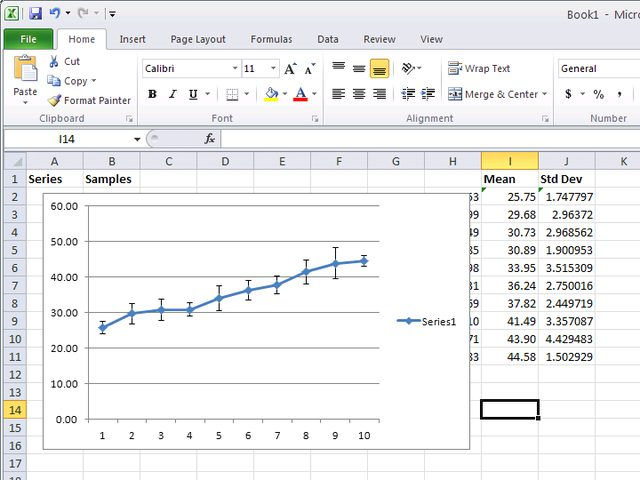 Book1 - Micro
File Home Insert Page Layout Formulas Data Review View
Cut
Copy
Format Painter
Paste
Clipboard
Calibri 11 A A
B I U A
Font
Wrap Text
Merge & Center
Alignment
General
$ % ,
Number
I14 fx
A B C D E F G H I J K
1 Series Samples Mean Std Dev
2 53 25.75 1.747797
3 99 29.68 2.96372
4 49 30.73 2.968562
5 85 30.89 1.900953
6 98 33.95 3.515309
7 31 36.24 2.750016
8 59 37.82 2.449719
9 10 41.49 3.357087
10 71 43.90 4.429483
11 83 44.58 1.502929
12
13
14
15
16
17
60.00
50.00
40.00
30.00
20.00
10.00
0.00
1 2 3 4 5 6 7 8 9 10
Series1